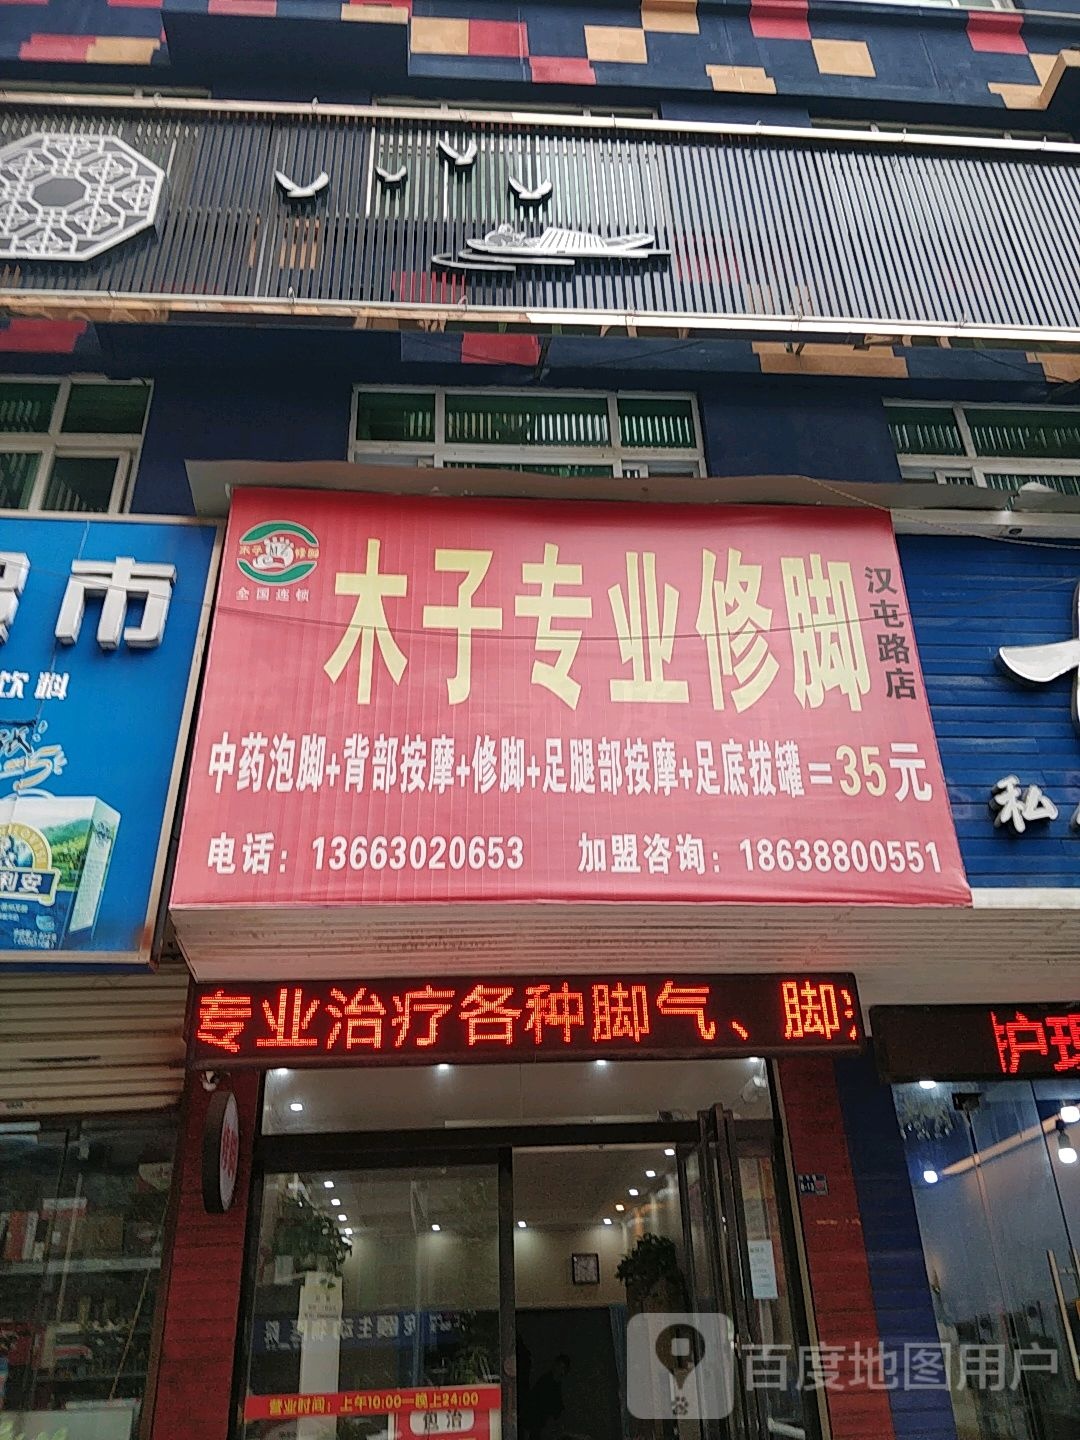 木子 MZ 修脚
全国连锁
木子专业修脚
汉屯路店
市
饮料
中药泡脚+背部按摩+修脚+足腿部按摩+足底拔罐=35元
私
电话：13663020653 加盟咨询：18638800551
专业治疗各种脚气、脚
护理
营业时间：上午10:00—晚上24:00
包治
百度地图用户